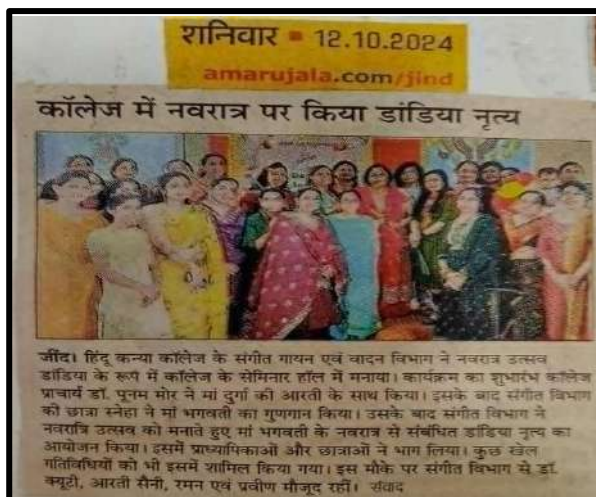 शनिवार ▪ 12.10.2024
amarujala.com/jind
कॉलेज में नवरात्र पर किया डांडिया नृत्य
जींद। हिंदू कन्या कॉलेज के संगीत गायन एवं वादन विभाग ने नवरात्र उत्सव
डांडिया के रूप में कॉलेज के सेमिनार हॉल में मनाया। कार्यक्रम का शुभारंभ कॉलेज
प्राचार्य डॉ. पूनम मोर ने मां दुर्गा की आरती के साथ किया। इसके बाद संगीत विभाग
की छात्रा स्नेहा ने मां भगवती का गुणगान किया। उसके बाद संगीत विभाग ने
नवरात्रि उत्सव को मनाते हुए मां भगवती के नवरात्र से संबंधित डांडिया नृत्य का
आयोजन किया। इसमें प्राध्यापिकाओं और छात्राओं ने भाग लिया। कुछ खेल
गतिविधियों को भी इसमें शामिल किया गया। इस मौके पर संगीत विभाग से डॉ.
क्यूटी, आरती सैनी, रमन एवं प्रवीण मौजूद रहीं। संवाद